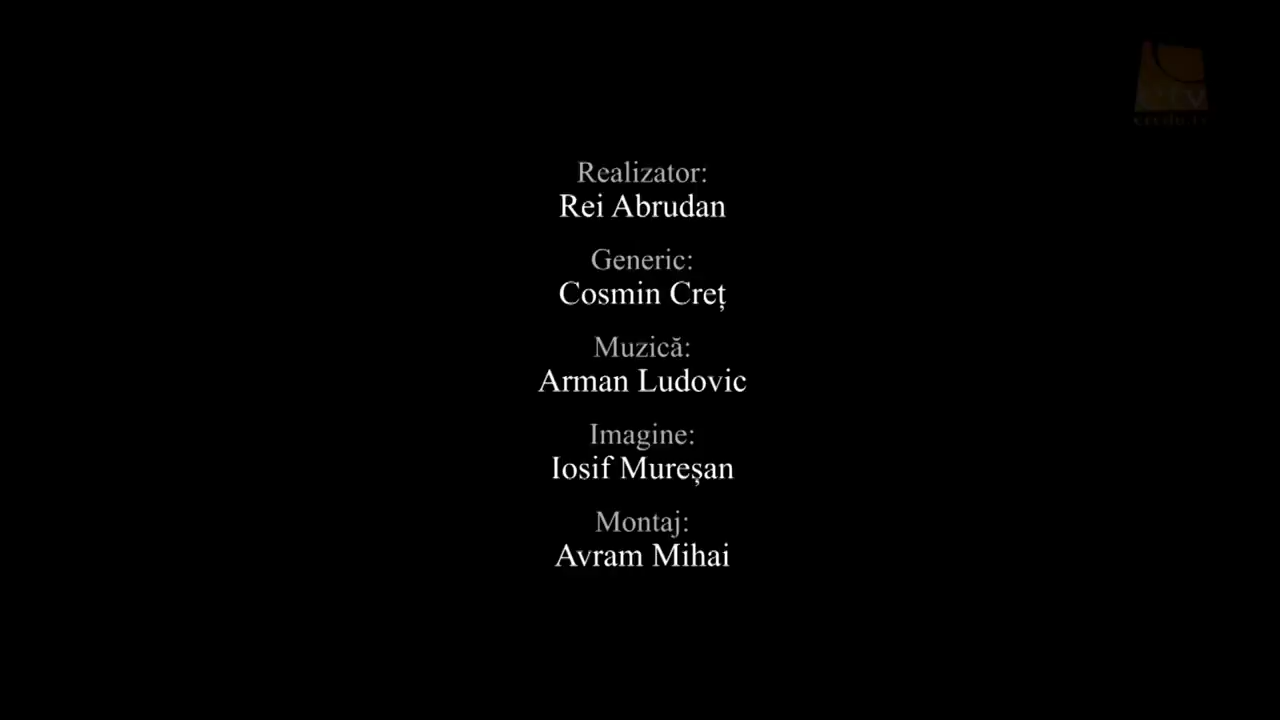 Realizator:
Rei Abrudan
Generic:
Cosmin Creț
Muzică:
Arman Ludovic
Imagine:
Iosif Mureșan
Montaj:
Avram Mihai